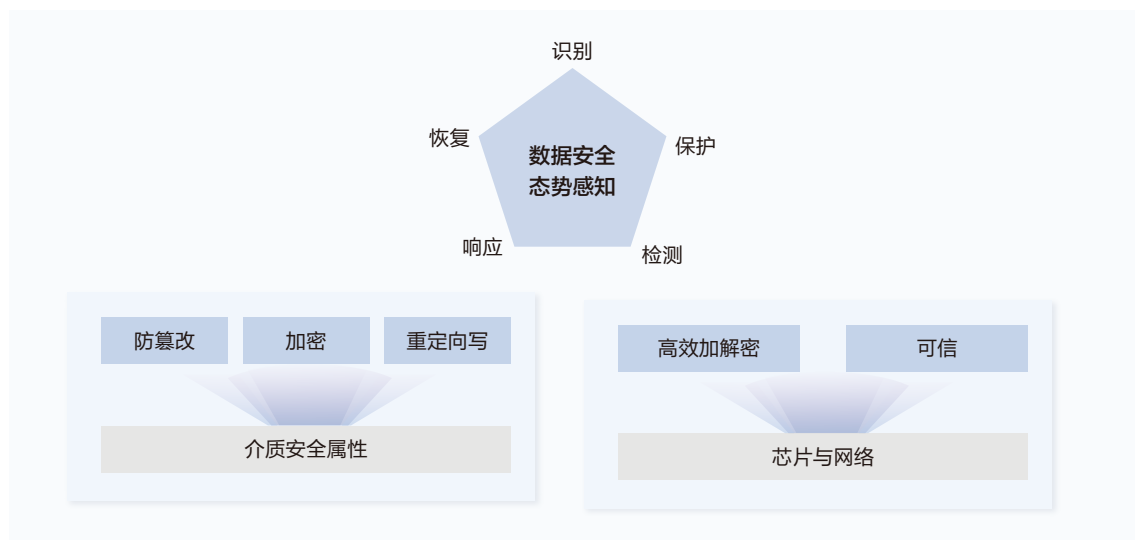 识别
恢复
保护
数据安全
态势感知
响应
检测
防篡改
加密
重定向写
介质安全属性
高效加解密
可信
芯片与网络